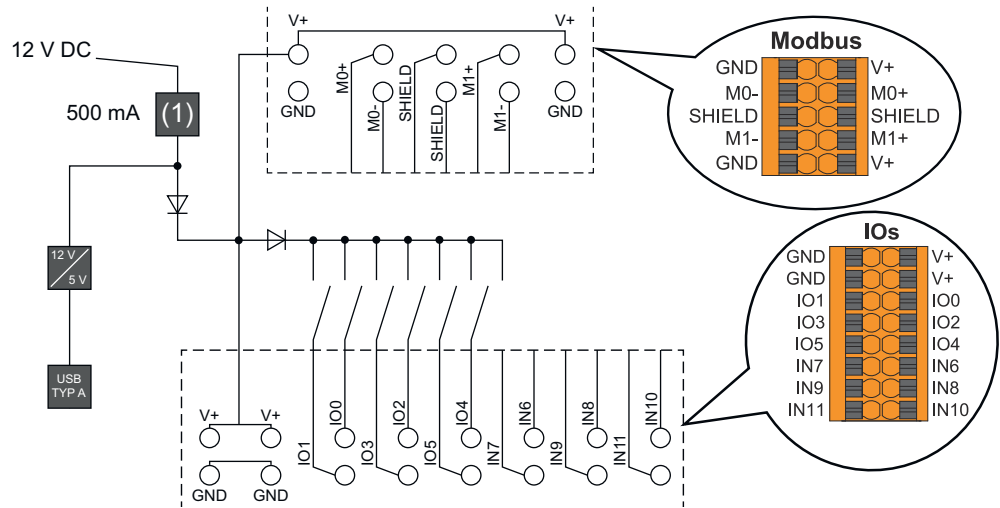 12 V DC
500 mA
(1)
12 V
5 V
USB
TYP A
V+
V+
GND
GND
M0+
M0-
SHIELD
SHIELD
M1+
M1-
Modbus
GND
V+
M0-
M0+
SHIELD
SHIELD
M1-
M1+
GND
V+
V+
V+
GND
GND
IO1
IO0
IO3
IO2
IO5
IO4
IN7
IN6
IN9
IN8
IN11
IN10
IOs
GND
V+
GND
V+
IO1
IO0
IO3
IO2
IO5
IO4
IN7
IN6
IN9
IN8
IN11
IN10